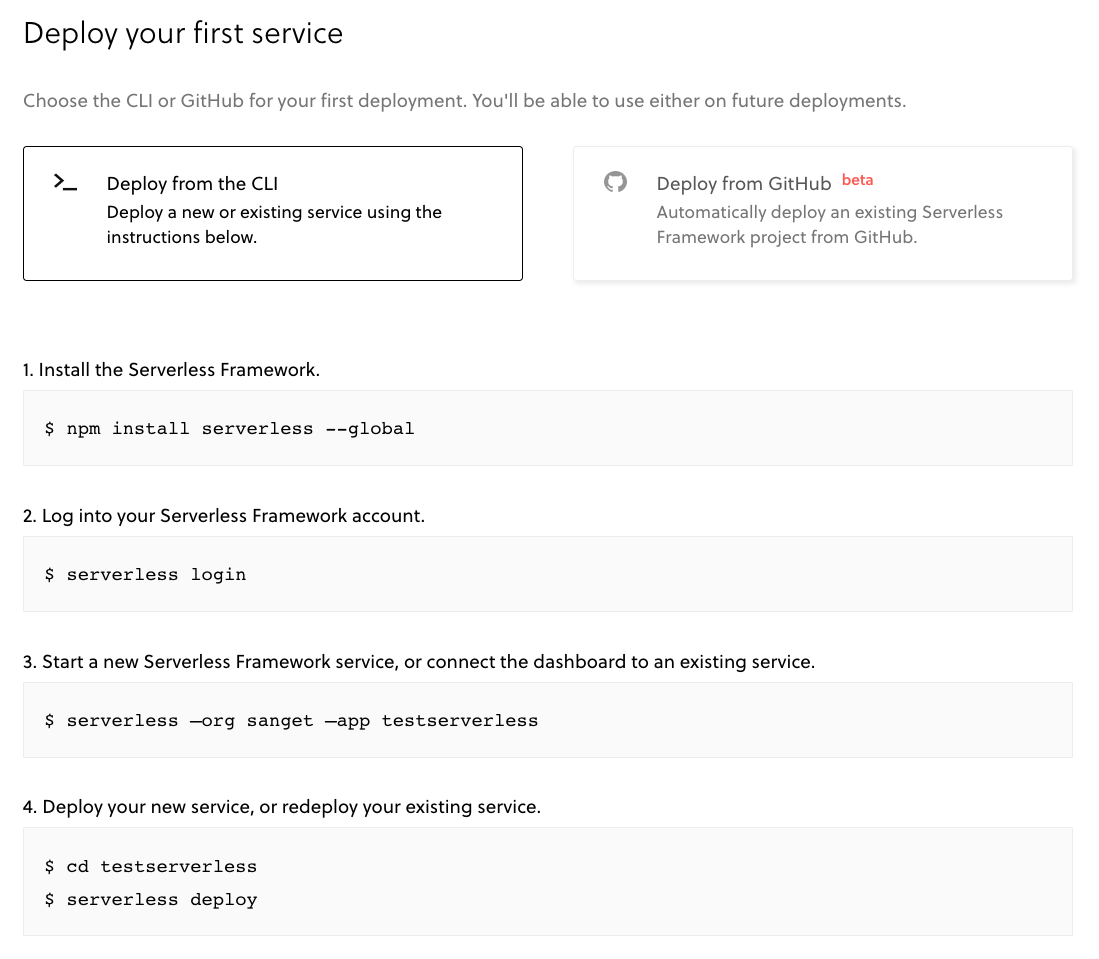 Deploy your first service
Choose the CLI or GitHub for your first deployment. You'll be able to use either on future deployments.
Deploy from the CLI
Deploy a new or existing service using the
instructions below.
Deploy from GitHub beta
Automatically deploy an existing Serverless
Framework project from GitHub.
1. Install the Serverless Framework.
$ npm install serverless --global
2. Log into your Serverless Framework account.
$ serverless login
3. Start a new Serverless Framework service, or connect the dashboard to an existing service.
$ serverless —org sanget —app testserverless
4. Deploy your new service, or redeploy your existing service.
$ cd testserverless
$ serverless deploy